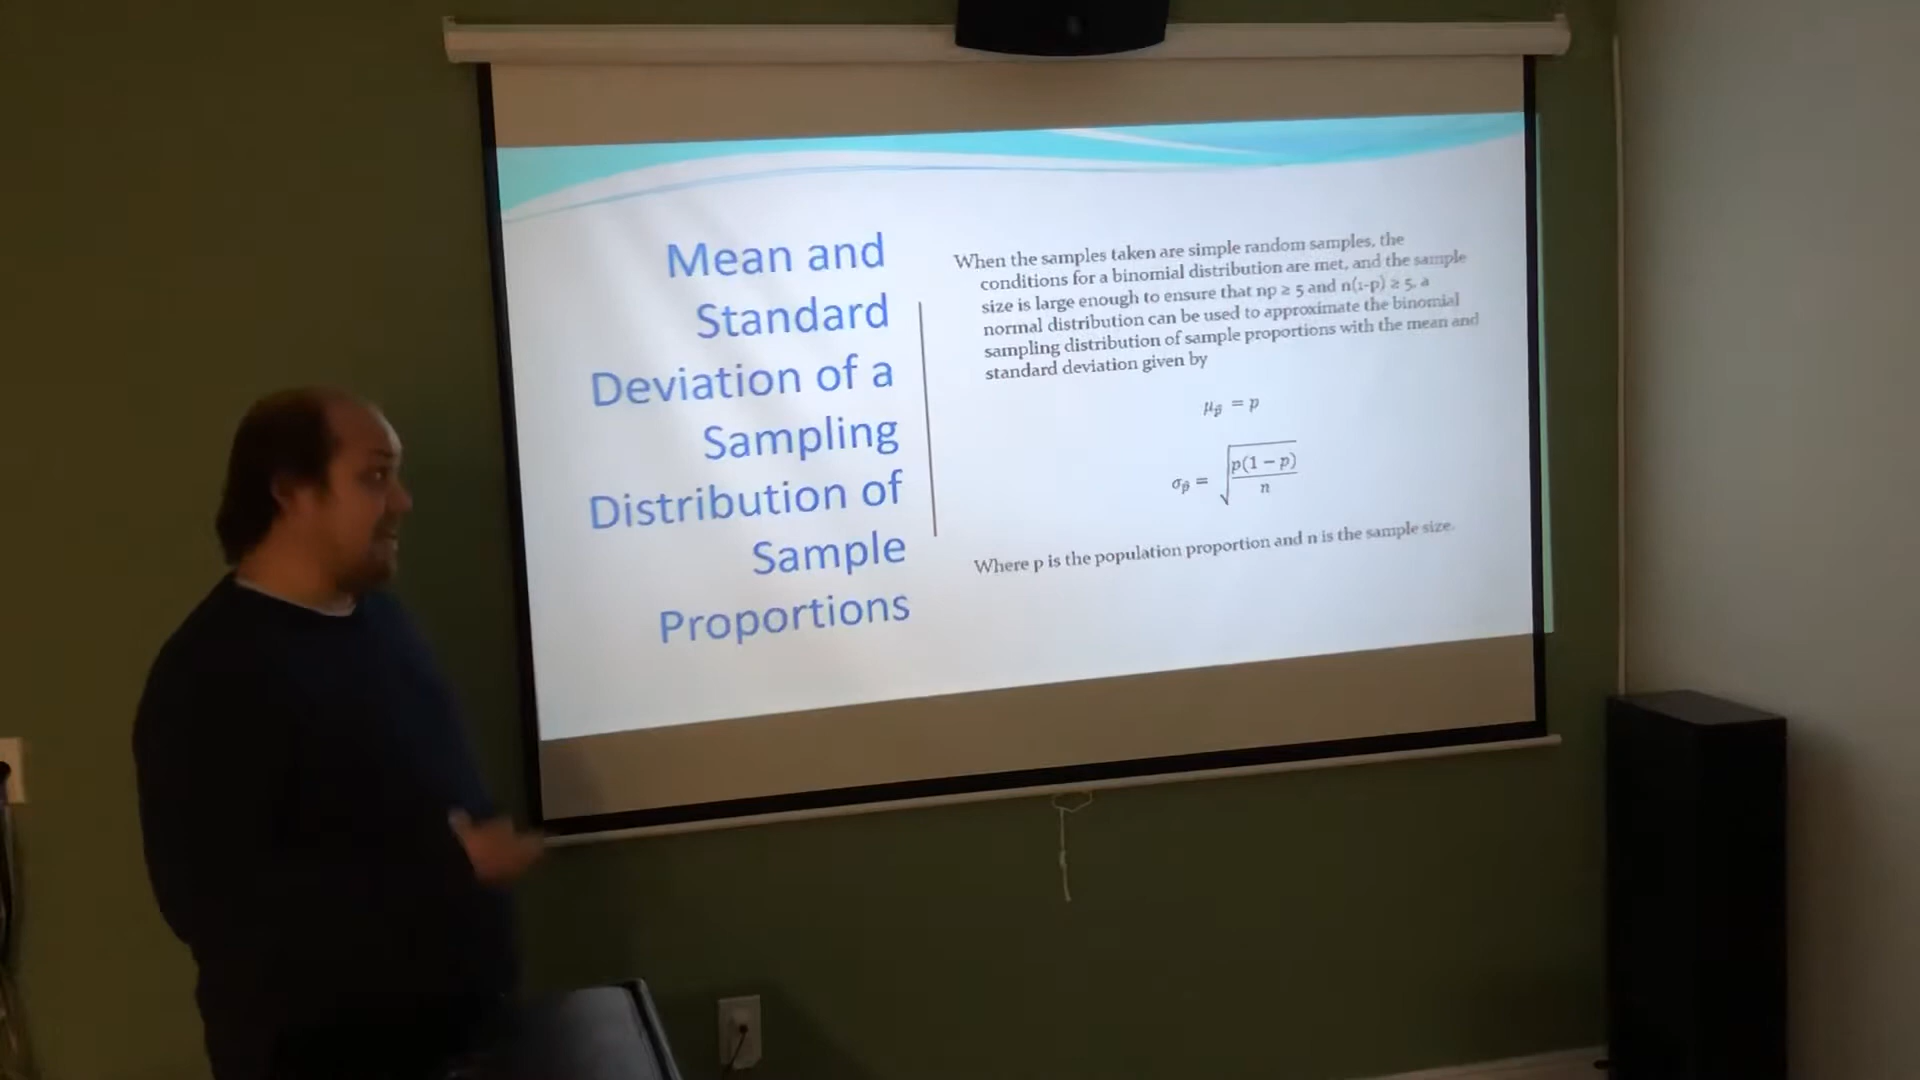 Mean and
Standard
Deviation of a
Sampling
Distribution of
Sample
Proportions
When the samples taken are simple random samples, the
conditions for a binomial distribution are met, and the sample
size is large enough to ensure that np ≥ 5 and n(1-p) ≥ 5, a
normal distribution can be used to approximate the binomial
sampling distribution of sample proportions with the mean and
standard deviation given by
μ_p̂ = p
σ_p̂ = √(p(1 − p)/n)
Where p is the population proportion and n is the sample size.